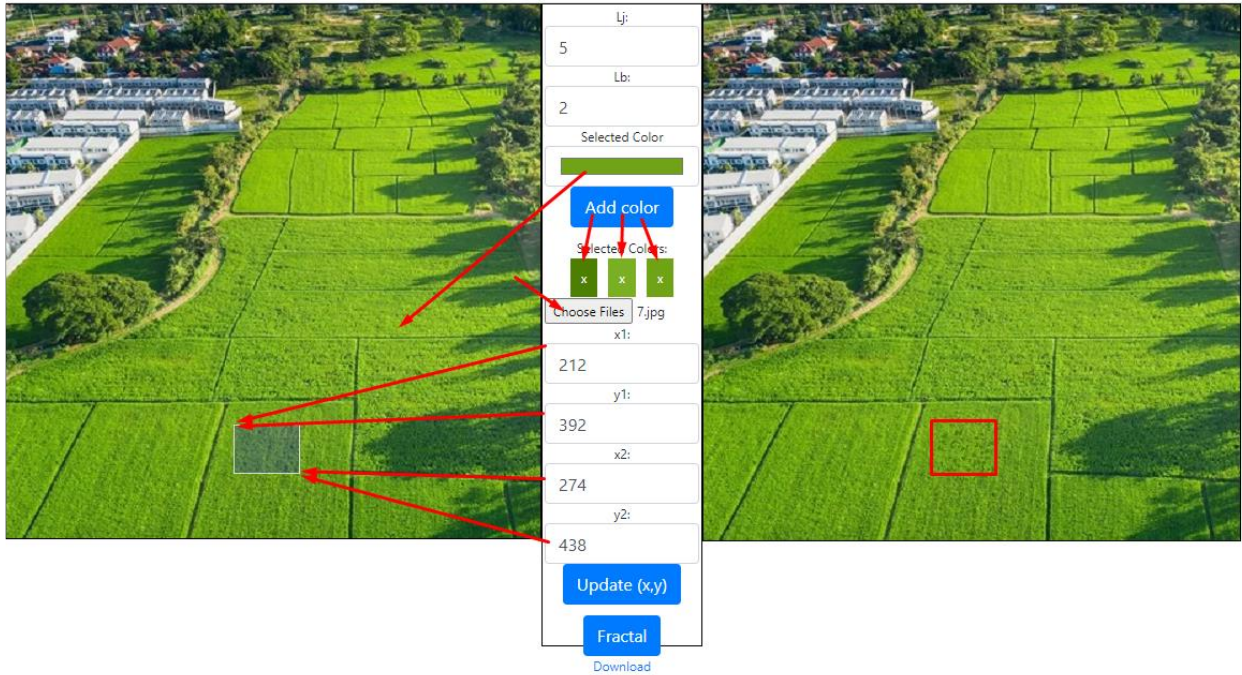 Lj:
5
Lb:
2
Selected Color
Add color
Selected Colors:
x x x
Choose Files 7.jpg
x1:
212
y1:
392
x2:
274
y2:
438
Update (x,y)
Fractal
Download